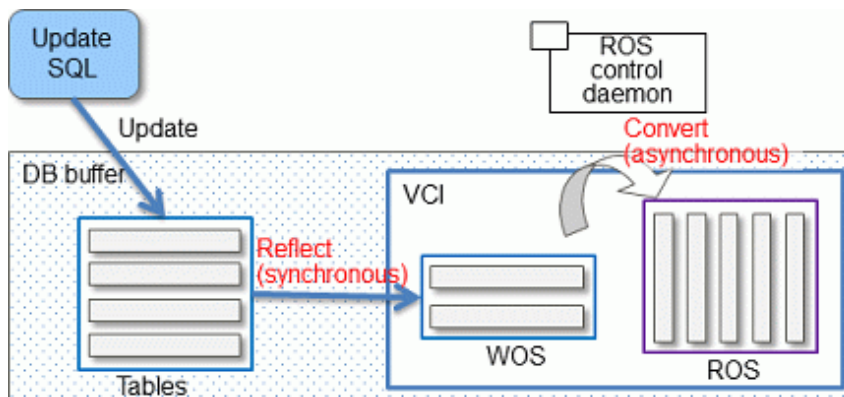 Update
SQL
ROS
control
daemon
Update
Convert
(asynchronous)
DB buffer
VCI
Reflect
(synchronous)
WOS
ROS
Tables